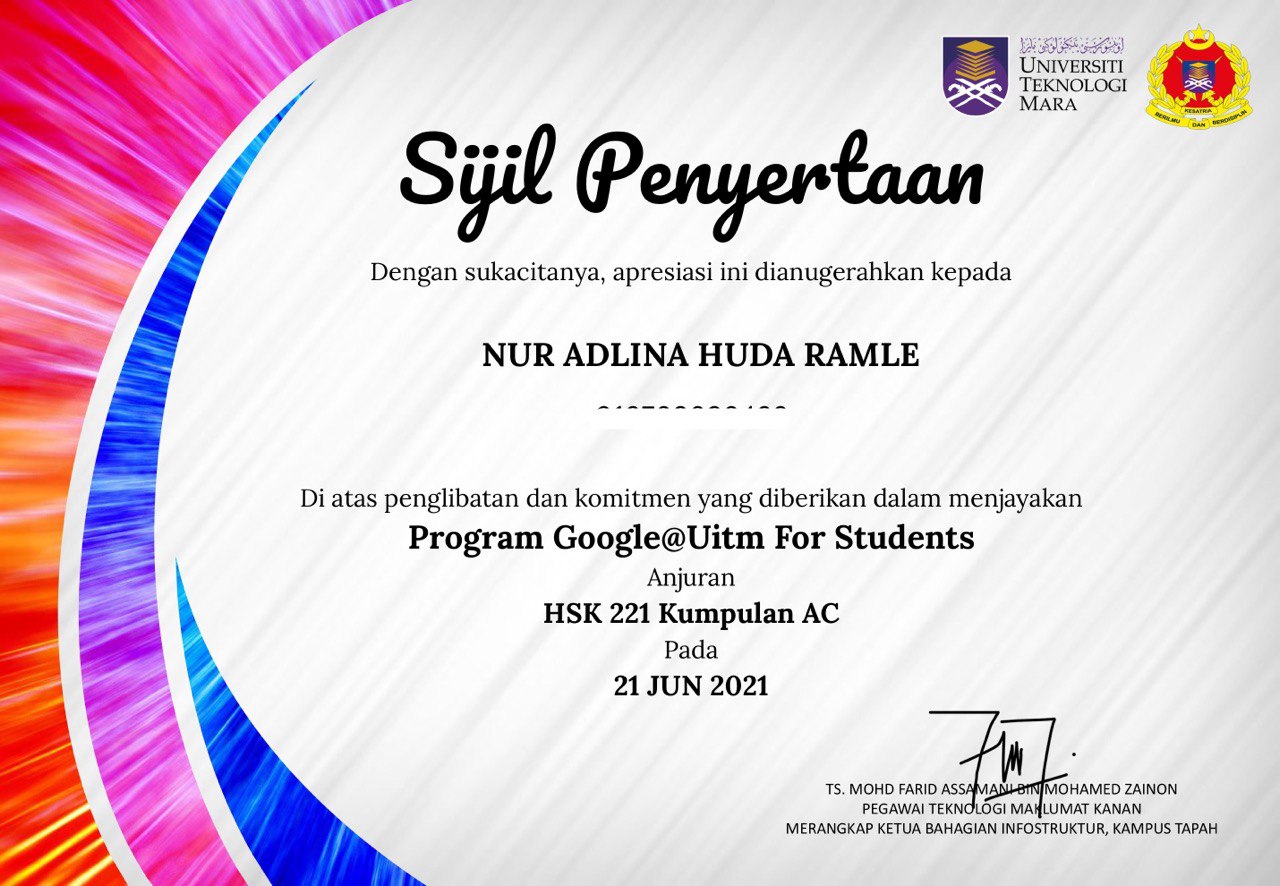 UNIVERSITI
TEKNOLOGI
MARA
KESATRIA
BERILMU DAN BERDISIPLIN
Sijil Penyertaan
Dengan sukacitanya, apresiasi ini dianugerahkan kepada
NUR ADLINA HUDA RAMLE
Di atas penglibatan dan komitmen yang diberikan dalam menjayakan
Program Google@Uitm For Students
Anjuran
HSK 221 Kumpulan AC
Pada
21 JUN 2021
TS. MOHD FARID ASSAMANI BIN MOHAMED ZAINON
PEGAWAI TEKNOLOGI MAKLUMAT KANAN
MERANGKAP KETUA BAHAGIAN INFOSTRUKTUR, KAMPUS TAPAH